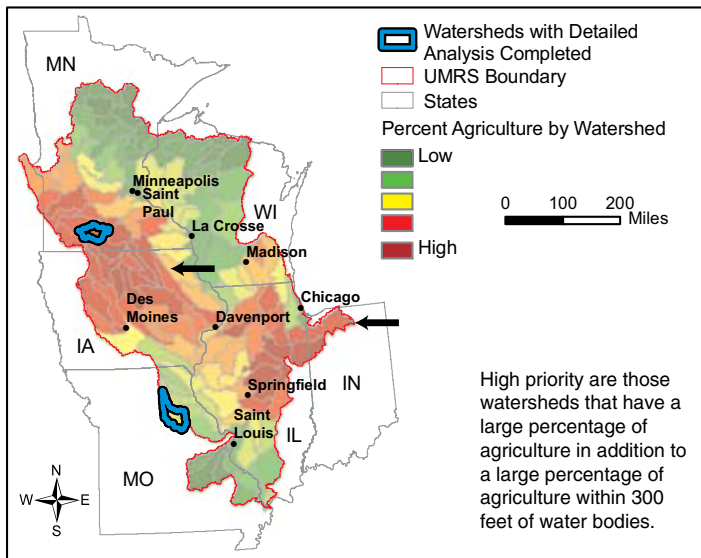 Watersheds with Detailed
Analysis Completed
UMRS Boundary
States
Percent Agriculture by Watershed
Low
High
0 100 200
Miles
MN
Minneapolis
Saint
Paul
WI
La Crosse
Madison
Des
Moines
Davenport
Chicago
IA
IN
Springfield
Saint
Louis
IL
MO
N
W E
S
High priority are those
watersheds that have a
large percentage of
agriculture in addition to
a large percentage of
agriculture within 300
feet of water bodies.